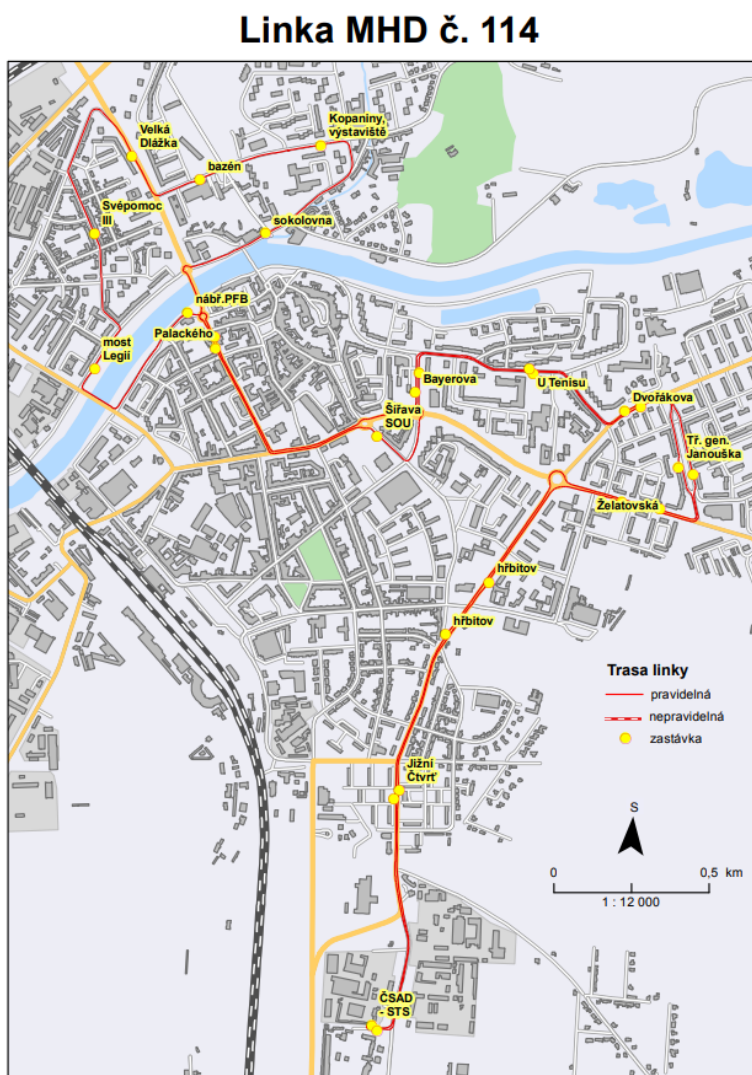 Linka MHD č. 114
Velká
Dlážka
Kopaniny,
výstaviště
bazén
Svépomoc
III
sokolovna
nábř.PFB
most
Legií
Palackého
Bayerova
U Tenisu
Šířava
SOU
Dvořákova
Tř. gen.
Janouška
Želatovská
hřbitov
hřbitov
Trasa linky
pravidelná
nepravidelná
zastávka
Jižní
Čtvrť
S
0
0,5 km
1 : 12 000
ČSAD
- STS